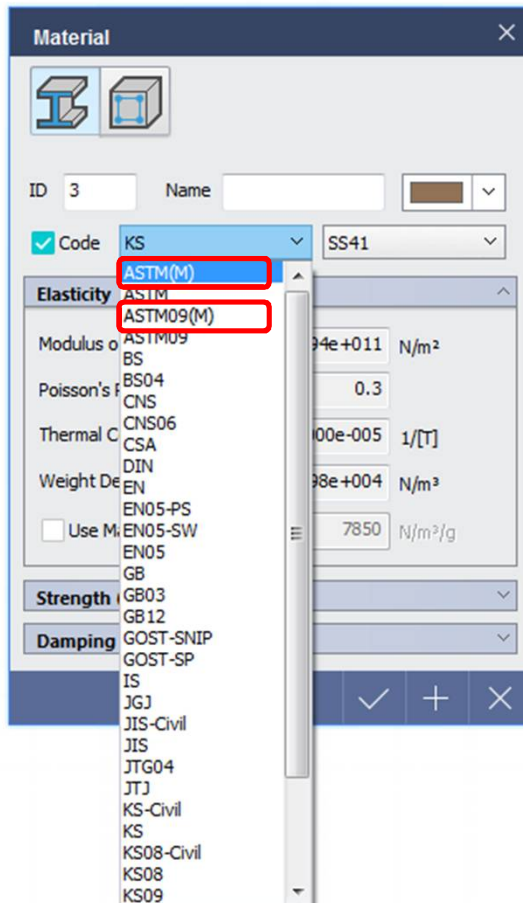 Material
ID 3 Name
Code KS SS41
ASTM(M)
Elasticity ASTM
ASTM09(M)
Modulus o ASTM09 94e+011 N/m²
BS
Poisson's BS04 0.3
CNS
Thermal C CNS06 00e-005 1/[T]
CSA
DIN
Weight De EN 98e+004 N/m³
EN05-PS
Use Ma EN05-SW 7850 N/m³/g
EN05
GB
Strength GB03
GB12
Damping GOST-SNIP
GOST-SP
IS
JGJ
JIS-Civil
JIS
JTG04
JTJ
KS-Civil
KS
KS08-Civil
KS08
KS09